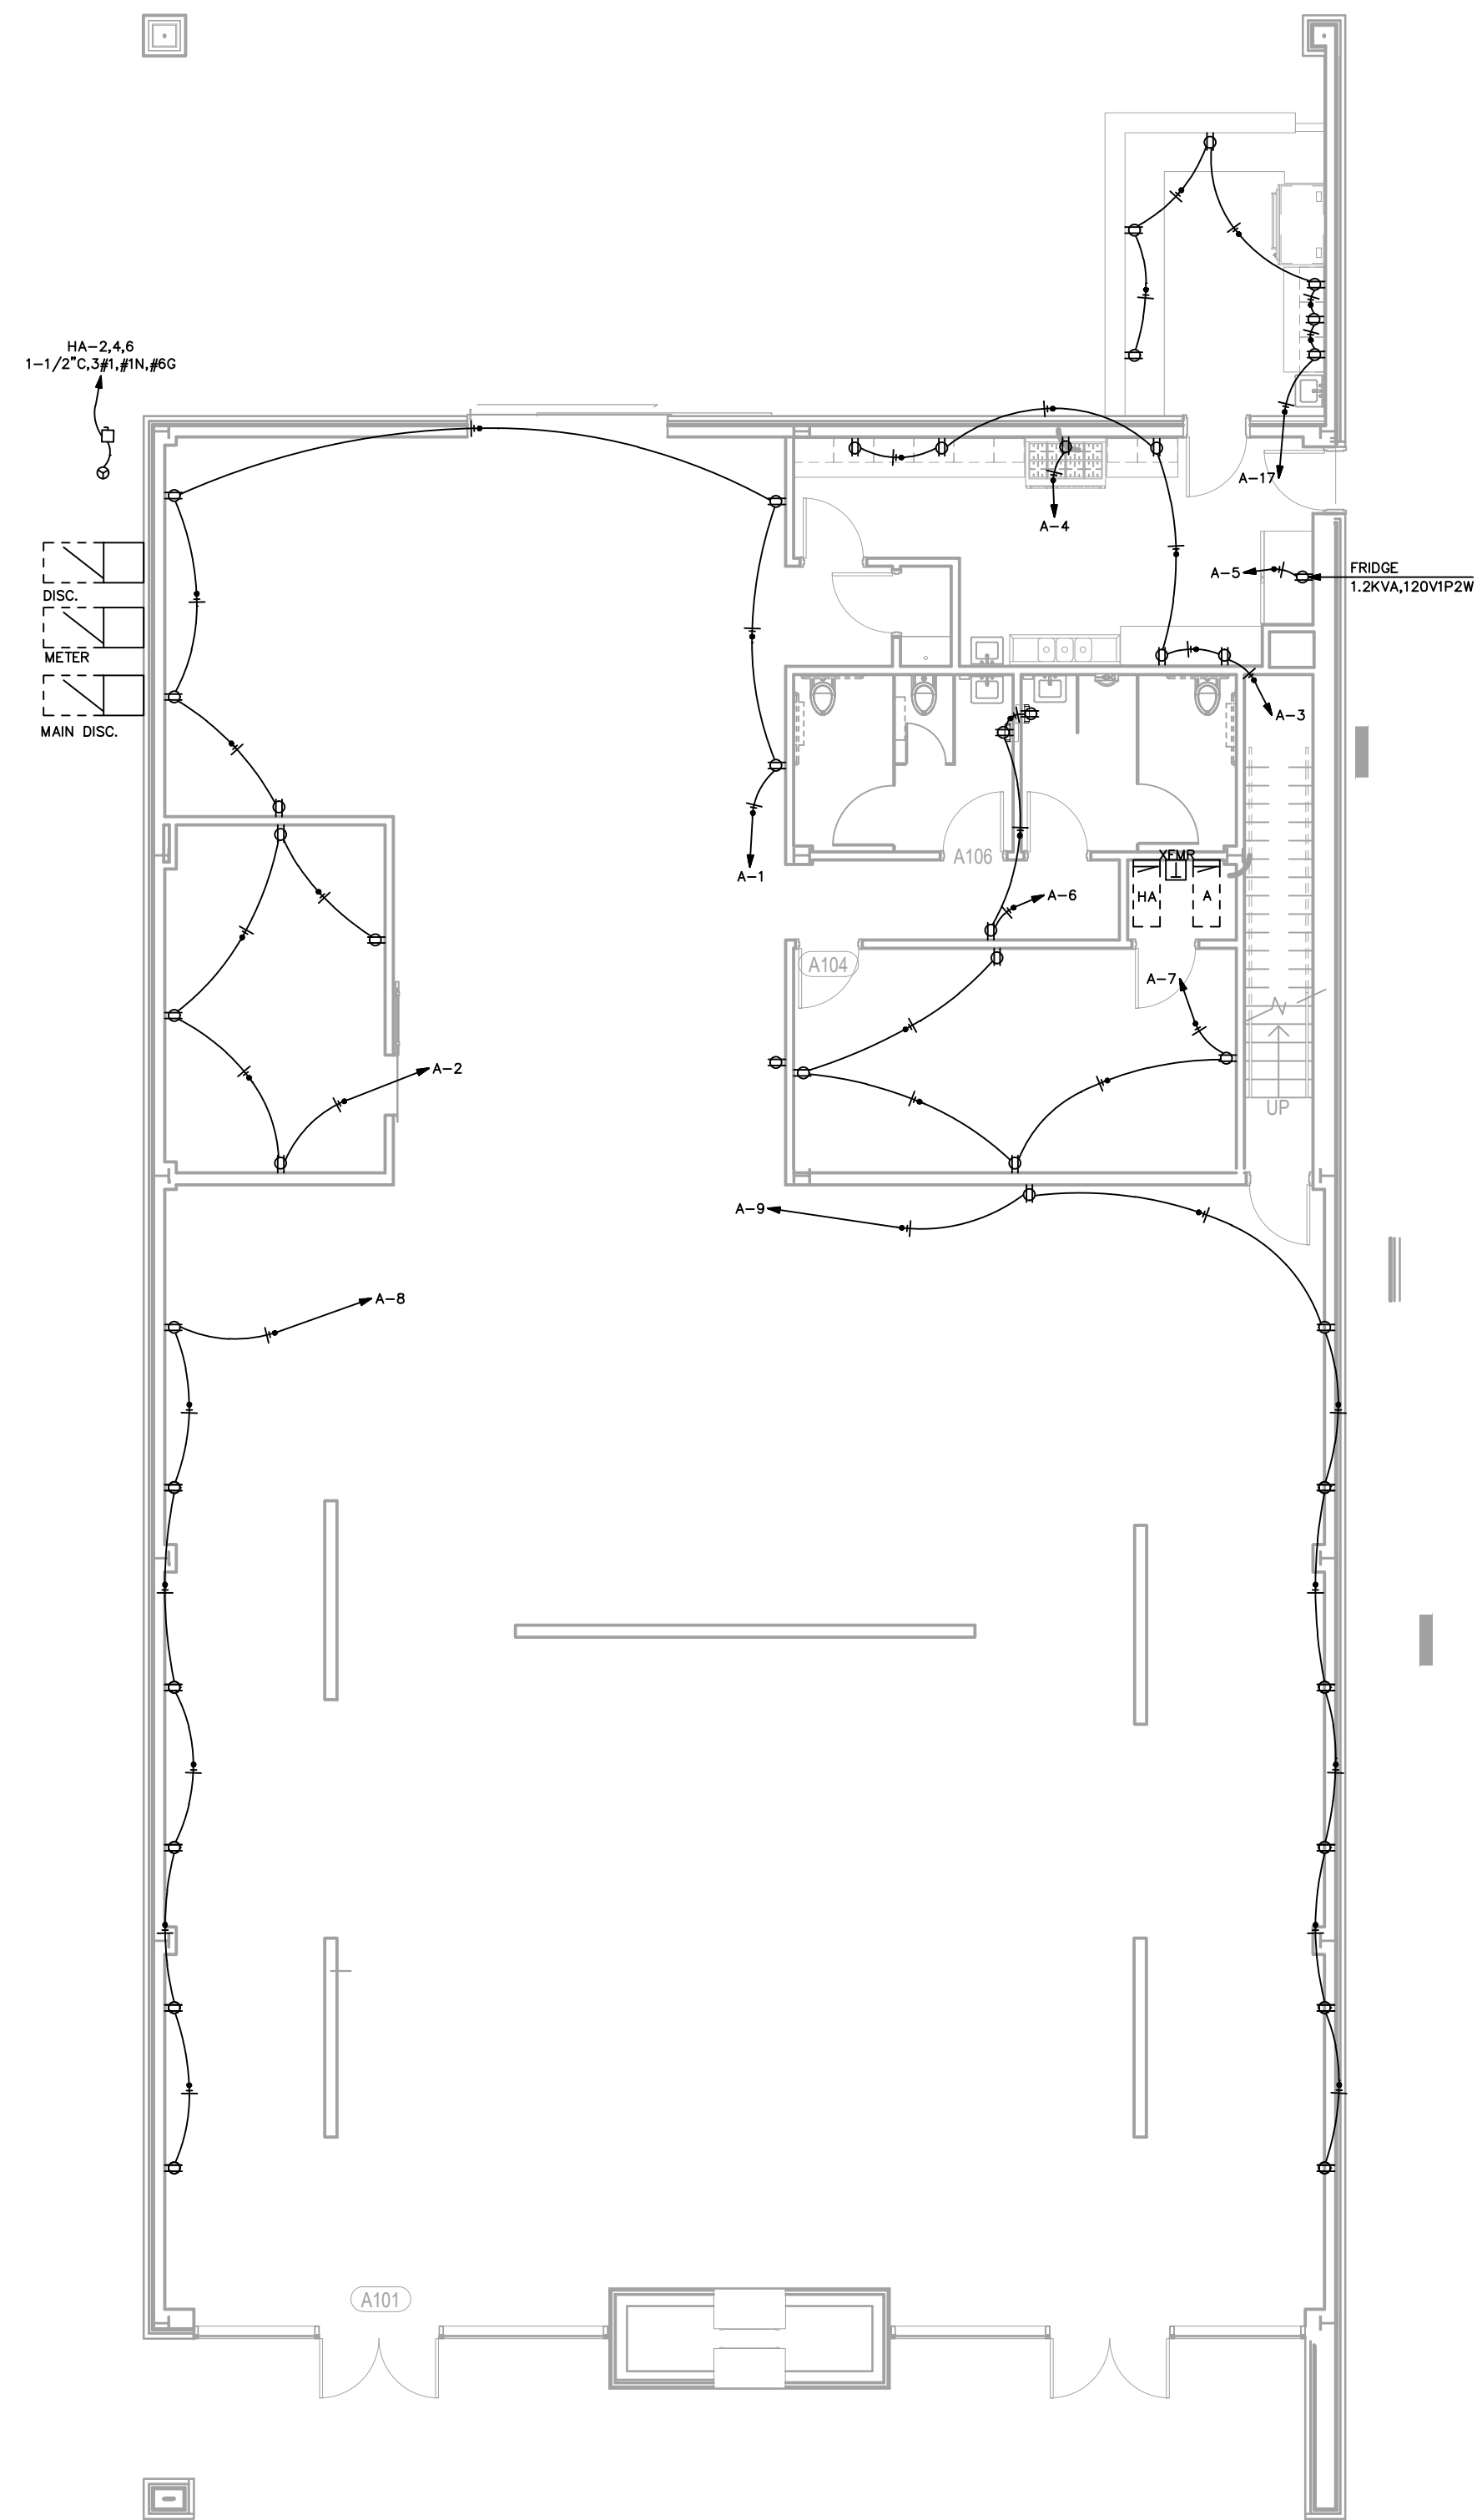 HA-2,4,6
1-1/2"C,3#1,#1N,#6G
A-17
A-4
DISC.
A-5
FRIDGE
1.2KVA,120V1P2W
METER
A-3
MAIN DISC.
XFMR
A106
A-1
HA
A
A-6
A104
A-7
A-2
UP
A-9
A-8
A101